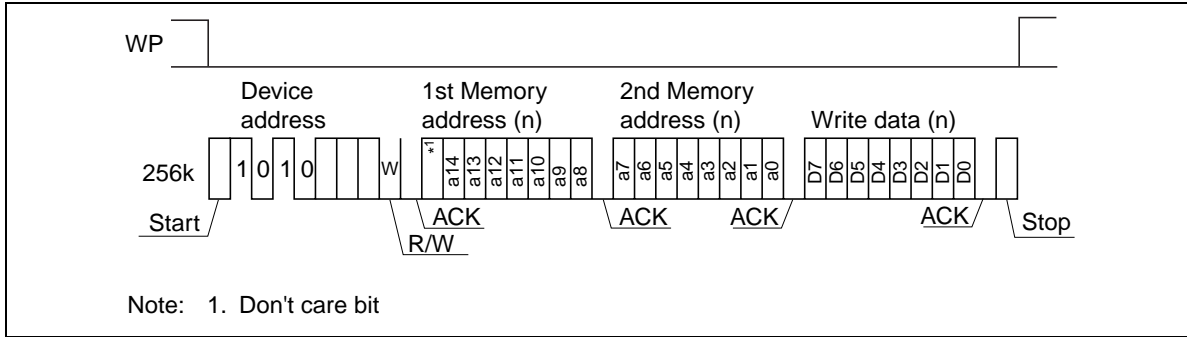 WP
Device address
1st Memory address (n)
2nd Memory address (n)
Write data (n)
256k
1 0 1 0 W *1 a14 a13 a12 a11 a10 a9 a8 a7 a6 a5 a4 a3 a2 a1 a0 D7 D6 D5 D4 D3 D2 D1 D0
Start
R/W
ACK
ACK
ACK
ACK
Stop
Note: 1. Don't care bit